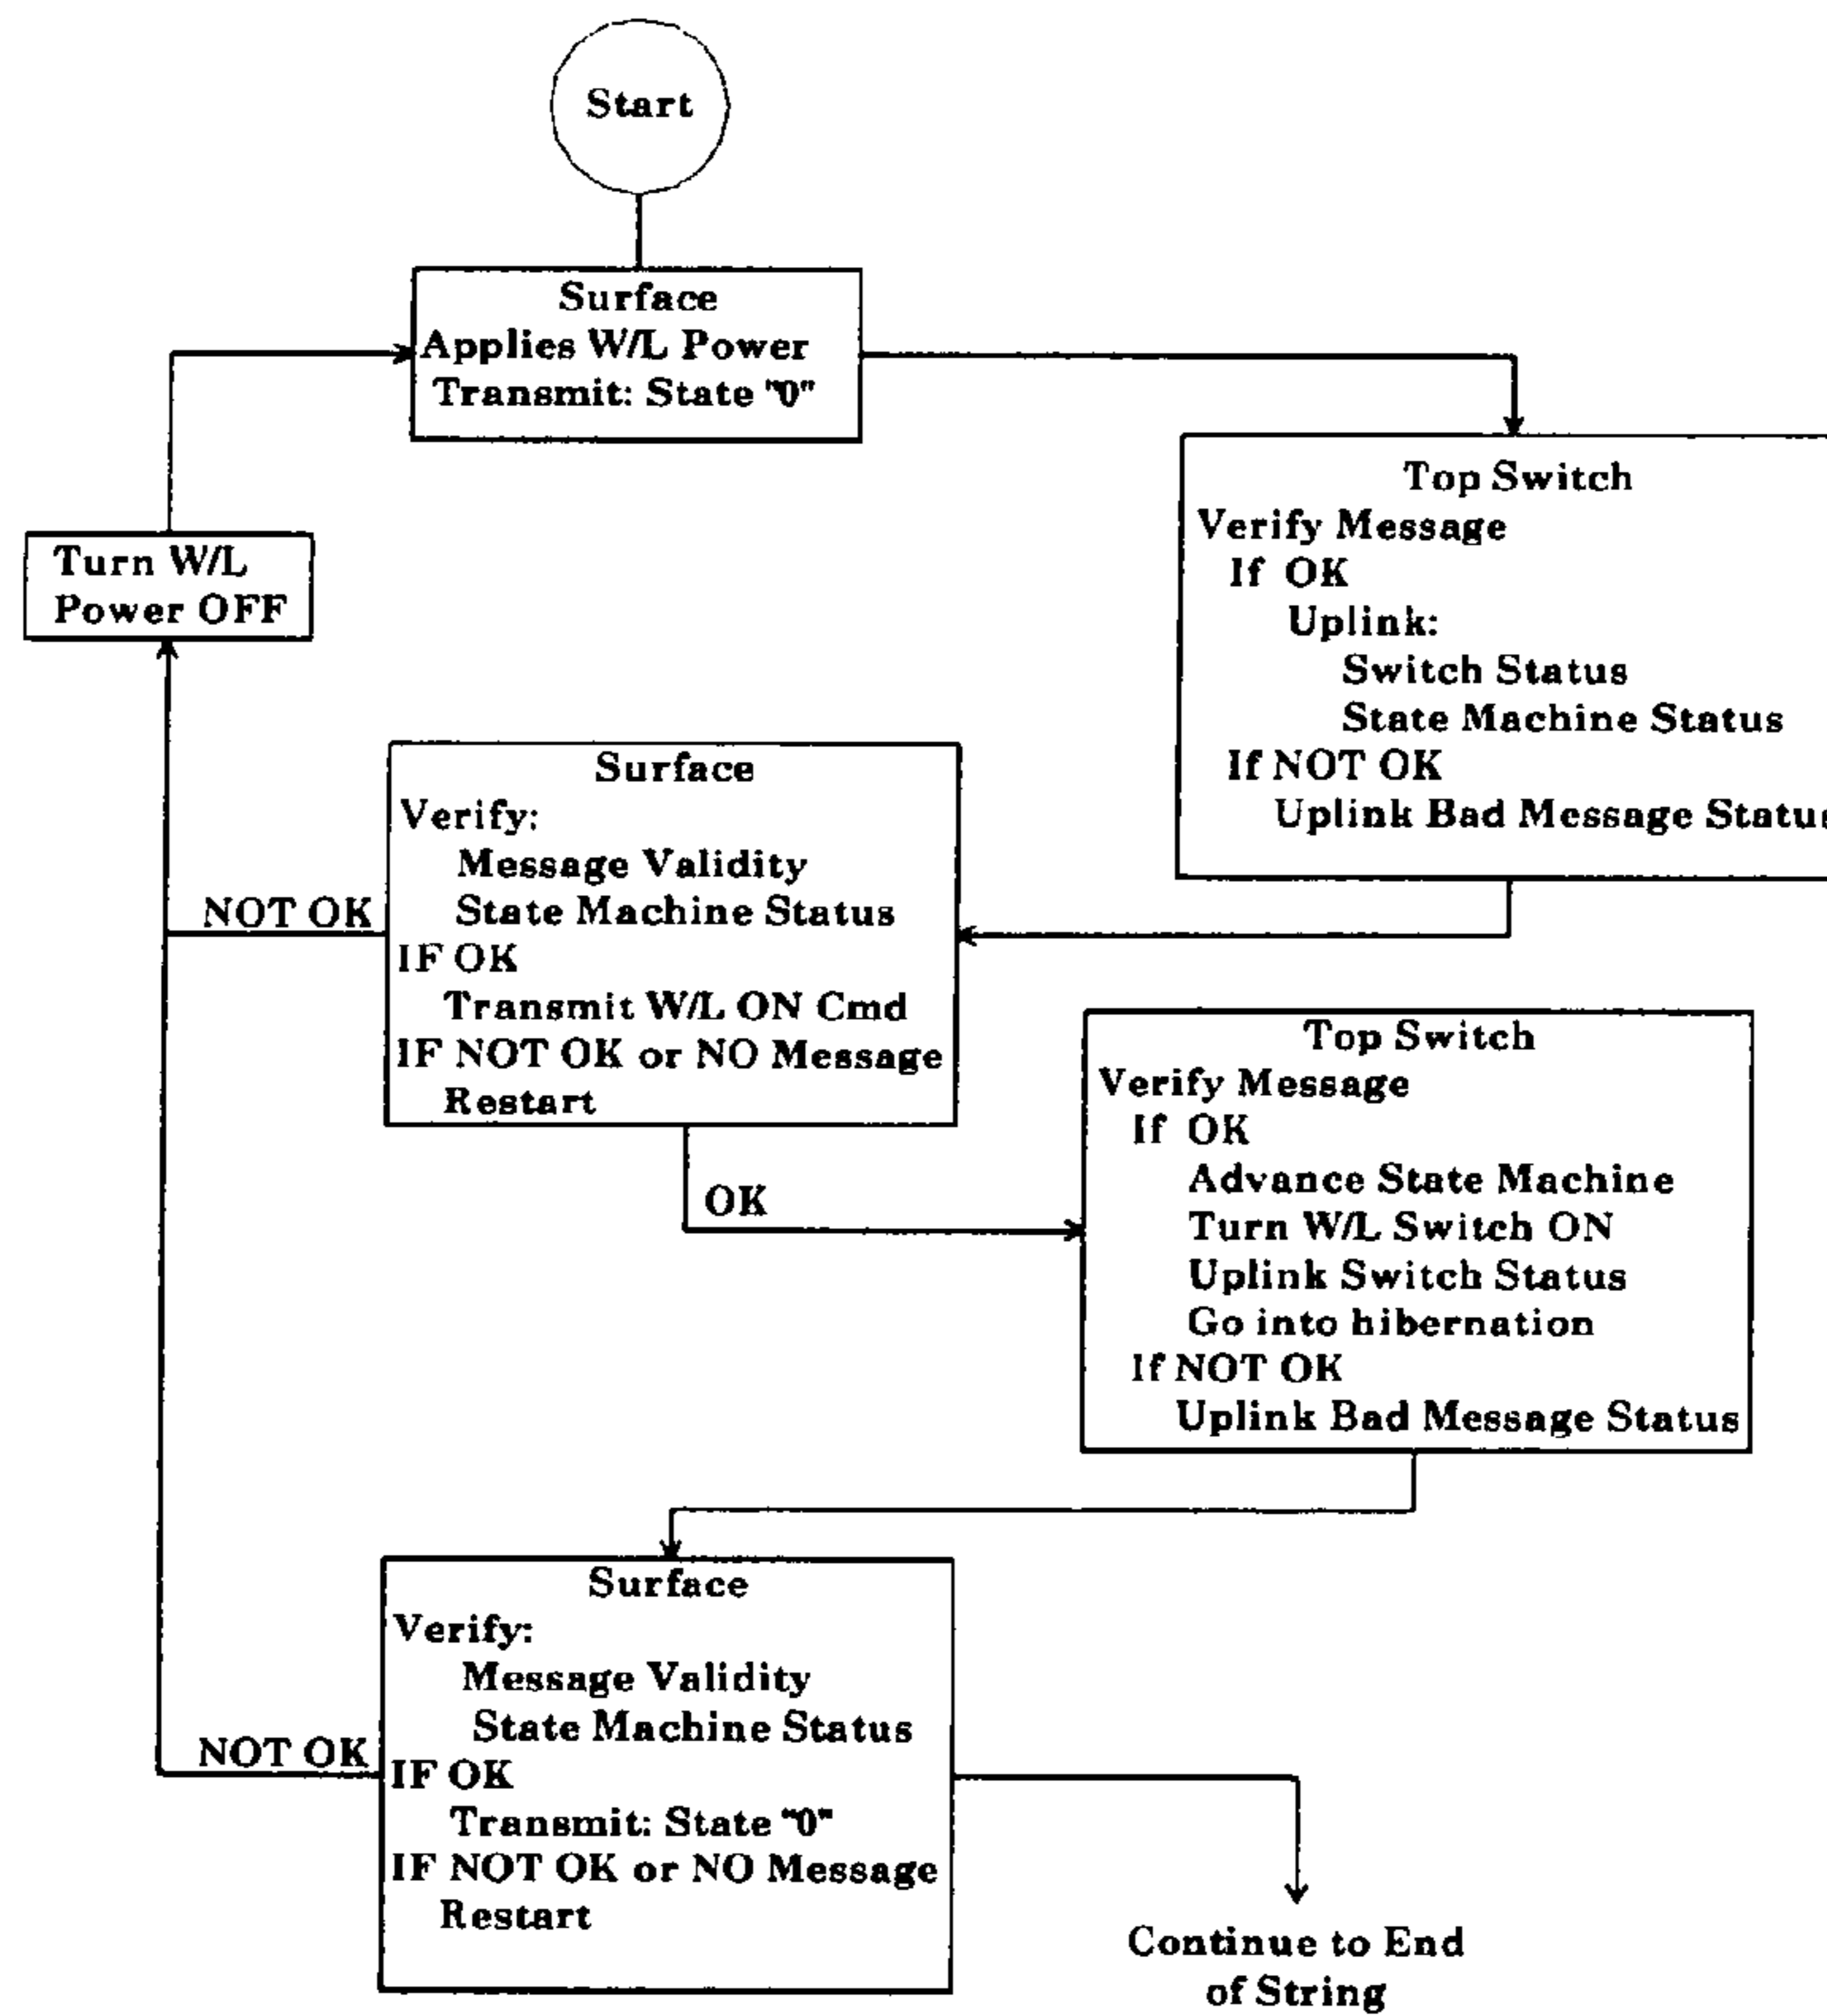 Start
Surface
Applies W/L Power
Transmit: State "0"
Top Switch
Verify Message
If OK
Uplink:
Switch Status
State Machine Status
If NOT OK
Uplink Bad Message Status
Turn W/L
Power OFF
Surface
Verify:
Message Validity
State Machine Status
IF OK
Transmit W/L ON Cmd
IF NOT OK or NO Message
Restart
NOT OK
OK
Top Switch
Verify Message
If OK
Advance State Machine
Turn W/L Switch ON
Uplink Switch Status
Go into hibernation
If NOT OK
Uplink Bad Message Status
Surface
Verify:
Message Validity
State Machine Status
IF OK
Transmit: State "0"
IF NOT OK or NO Message
Restart
NOT OK
Continue to End
of String